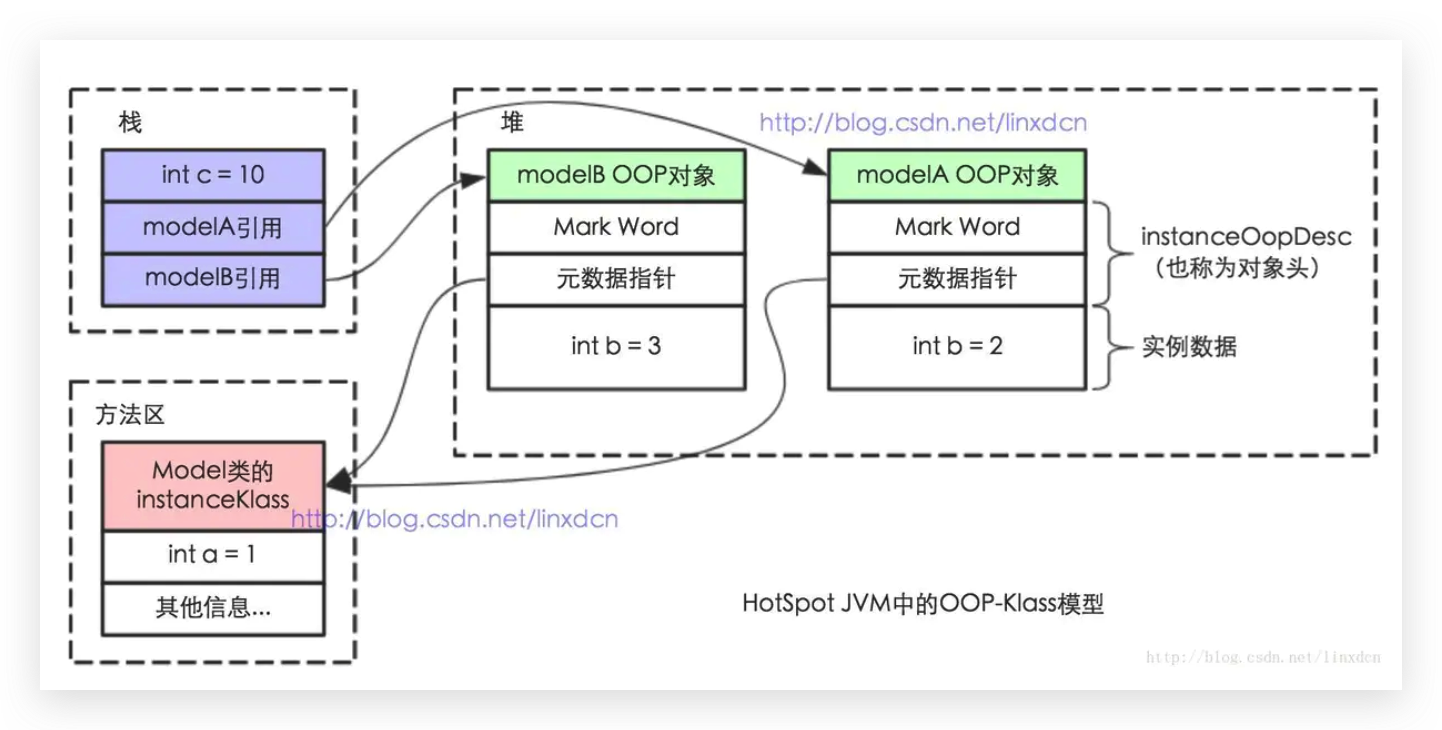 栈
int c = 10
modelA引用
modelB引用
堆
http://blog.csdn.net/linxdcn
modelB OOP对象
Mark Word
元数据指针
int b = 3
modelA OOP对象
Mark Word
元数据指针
int b = 2
instanceOopDesc
（也称为对象头）
实例数据
方法区
Model类的
instanceKlass
int a = 1
其他信息...
http://blog.csdn.net/linxdcn
HotSpot JVM中的OOP-Klass模型
http://blog.csdn.net/linxdcn